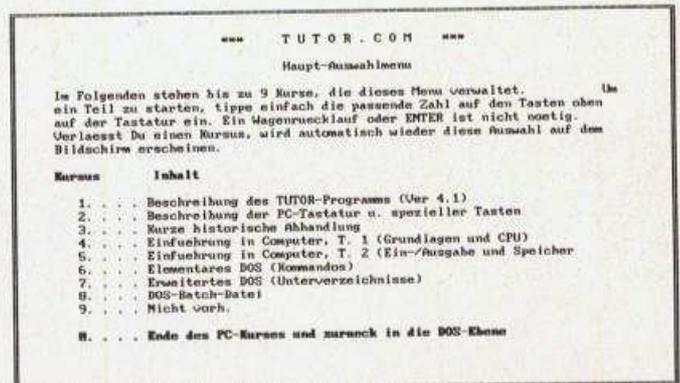 *** T U T O R . C O M ***
Haupt-Auswahlmenu
Im Folgenden stehen bis zu 9 Kurse, die dieses Menu verwaltet. Um
ein Teil zu starten, tippe einfach die passende Zahl auf den Tasten oben
auf der Tastatur ein. Ein Wagenruecklauf oder ENTER ist nicht noetig.
Verlaesst Du einen Kursus, wird automatisch wieder diese Auswahl auf dem
Bildschirm erscheinen.
Kursus Inhalt
1. . . . Beschreibung des TUTOR-Programms (Ver 4.1)
2. . . . Beschreibung der PC-Tastatur u. spezieller Tasten
3. . . . Kurze historische Abhandlung
4. . . . Einfuehrung in Computer, T. 1 (Grundlagen und CPU)
5. . . . Einfuehrung in Computer, T. 2 (Ein-/Ausgabe und Speicher
6. . . . Elementares DOS (Kommandos)
7. . . . Erweitertes DOS (Unterverzeichnisse)
8. . . . DOS-Batch-Datei
9. . . . Nicht vorh.
. . . . Ende des PC-Kurses und zurueck in die DOS-Ebene